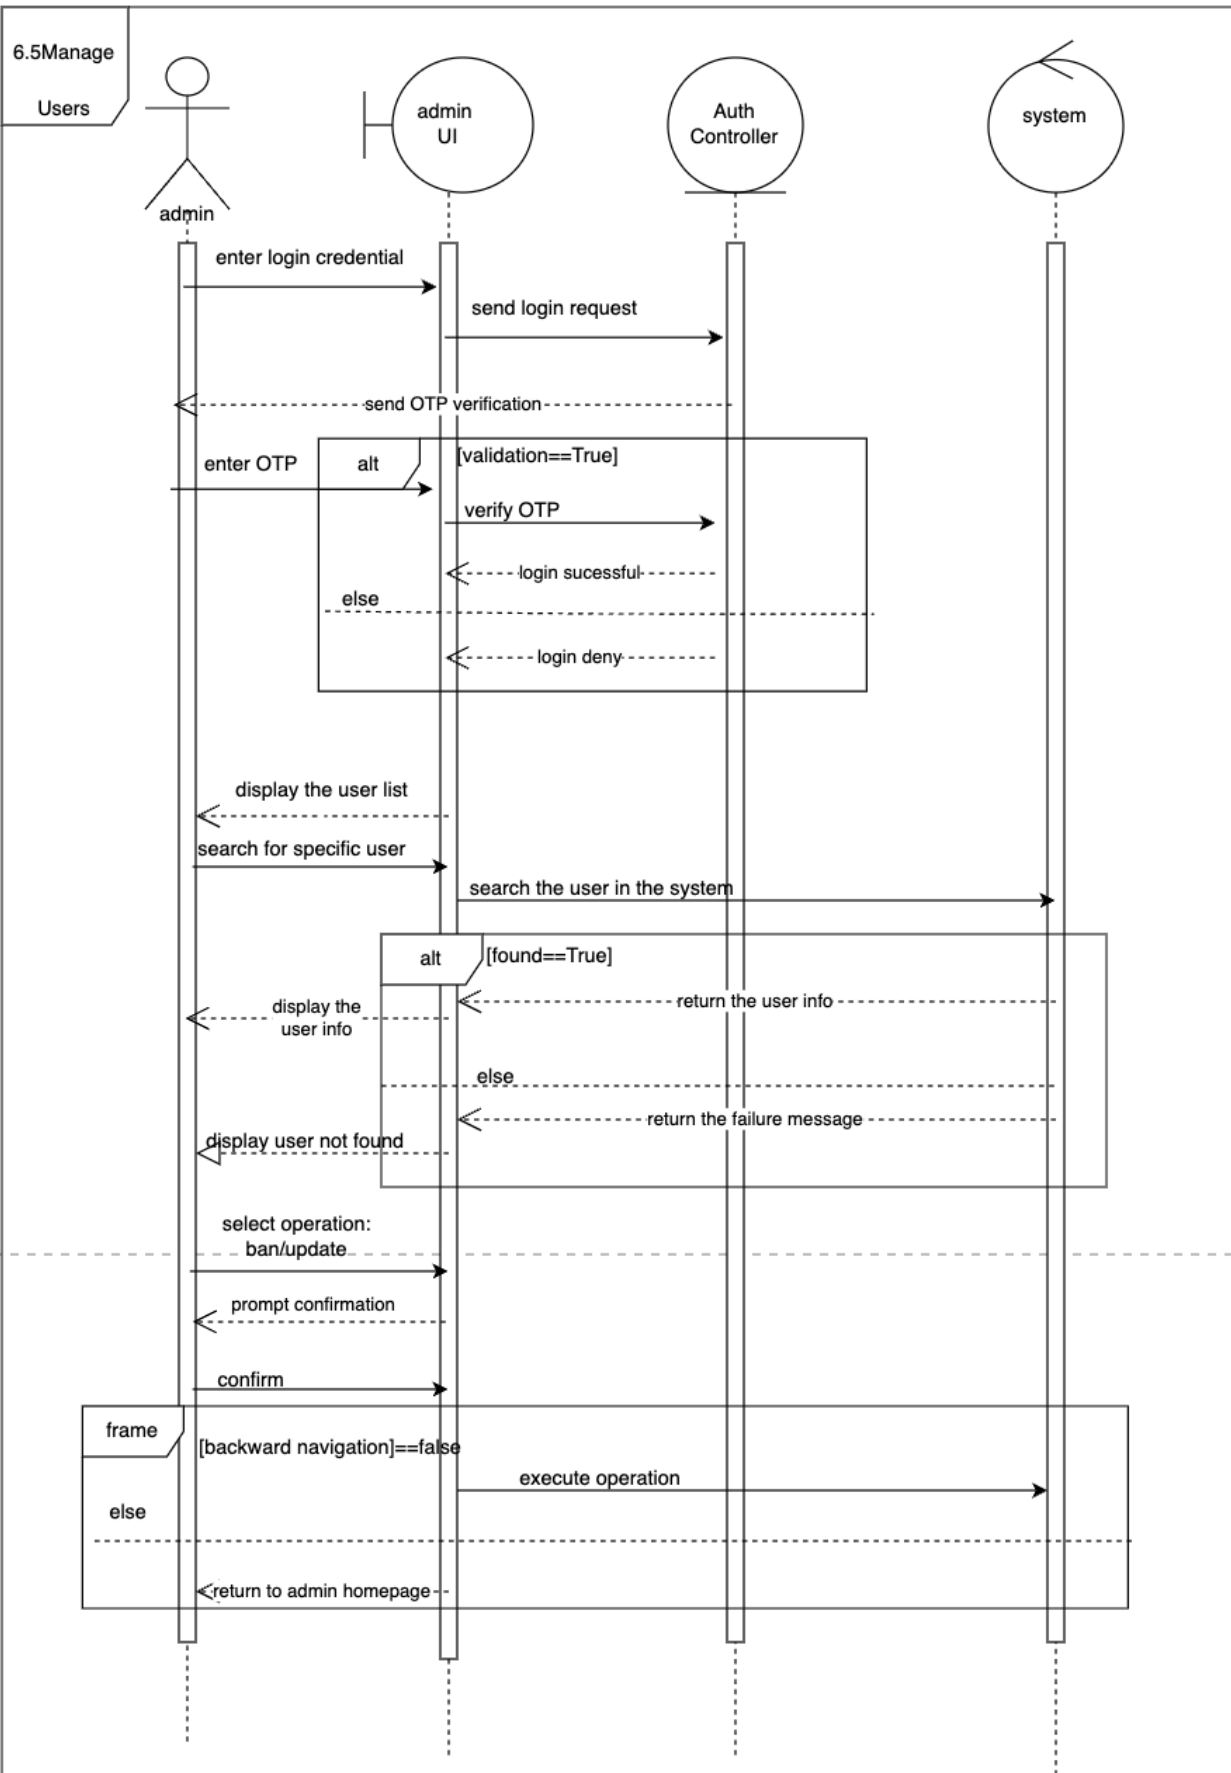 6.5Manage
Users
admin
admin
UI
Auth
Controller
system
enter login credential
send login request
send OTP verification
alt
[validation==True]
enter OTP
verify OTP
login sucessful
else
login deny
display the user list
search for specific user
search the user in the system
alt
[found==True]
return the user info
display the
user info
else
return the failure message
display user not found
select operation:
ban/update
prompt confirmation
confirm
frame
[backward navigation]==false
execute operation
else
return to admin homepage